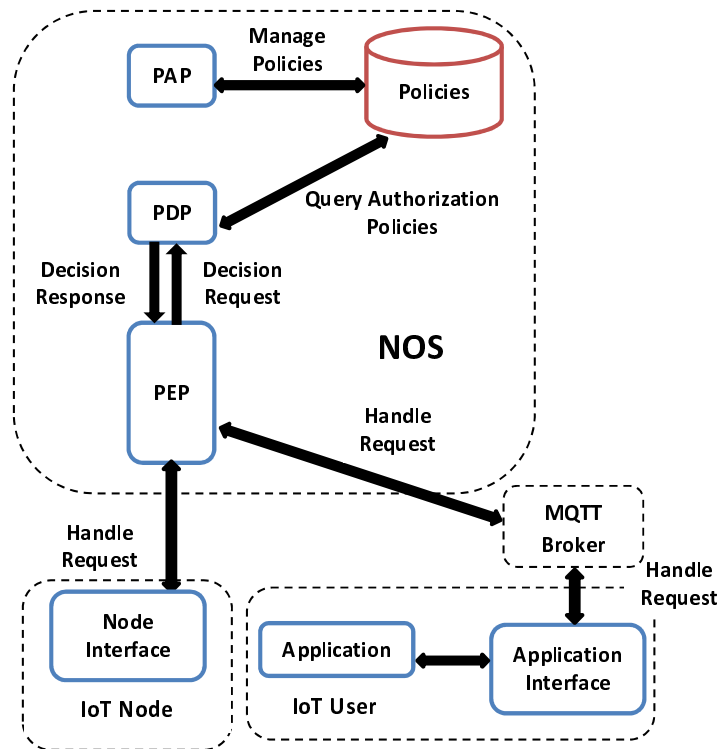 Manage
Policies
PAP
Policies
PDP
Query Authorization
Policies
Decision
Response
Decision
Request
NOS
PEP
Handle
Request
MQTT
Broker
Handle
Request
Handle
Request
Node
Interface
Application
Application
Interface
IoT Node
IoT User